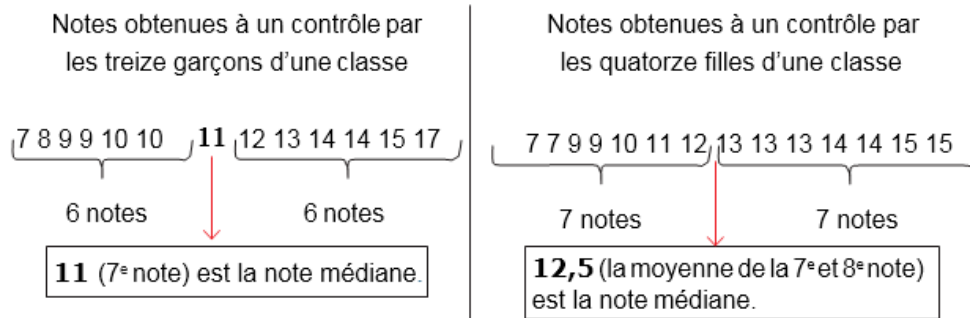 Notes obtenues à un contrôle par
les treize garçons d'une classe
7 8 9 9 10 10 11 12 13 14 14 15 17
6 notes 6 notes
11 (7e note) est la note médiane.
Notes obtenues à un contrôle par
les quatorze filles d'une classe
7 7 9 9 10 11 12 13 13 13 14 14 15 15
7 notes 7 notes
12,5 (la moyenne de la 7e et 8e note)
est la note médiane.